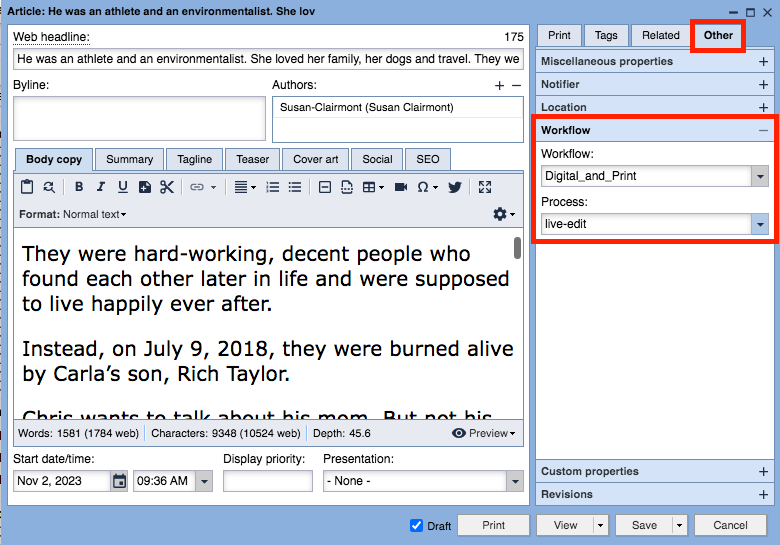 Article: He was an athlete and an environmentalist. She lov
Web headline:
175
He was an athlete and an environmentalist. She loved her family, her dogs and travel. They we
Byline:
Authors:
Susan-Clairmont (Susan Clairmont)
Body copy
Summary
Tagline
Teaser
Cover art
Social
SEO
B I U
Format: Normal text
They were hard-working, decent people who
found each other later in life and were supposed
to live happily ever after.
Instead, on July 9, 2018, they were burned alive
by Carla’s son, Rich Taylor.
Chris wants to talk about his mom. But not his
Words: 1581 (1784 web)
Characters: 9348 (10524 web)
Depth: 45.6
Preview
Start date/time:
Display priority:
Presentation:
Nov 2, 2023
09:36 AM
- None -
Print
Tags
Related
Other
Miscellaneous properties
Notifier
Location
Workflow
Workflow:
Digital_and_Print
Process:
live-edit
Custom properties
Revisions
Draft
Print
View
Save
Cancel